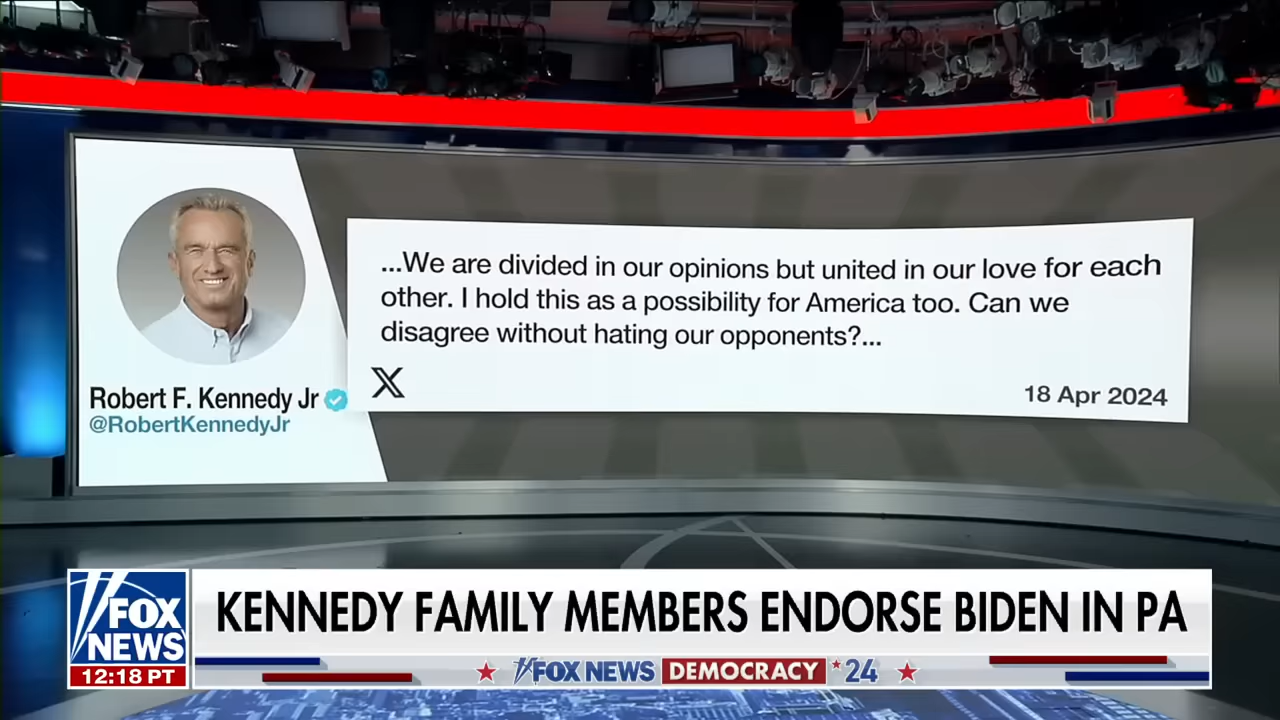 ...We are divided in our opinions but united in our love for each
other. I hold this as a possibility for America too. Can we
disagree without hating our opponents?...
X
18 Apr 2024
Robert F. Kennedy Jr
@RobertKennedyJr
KENNEDY FAMILY MEMBERS ENDORSE BIDEN IN PA
FOX
NEWS
12:18 PT
FOX NEWS DEMOCRACY '24